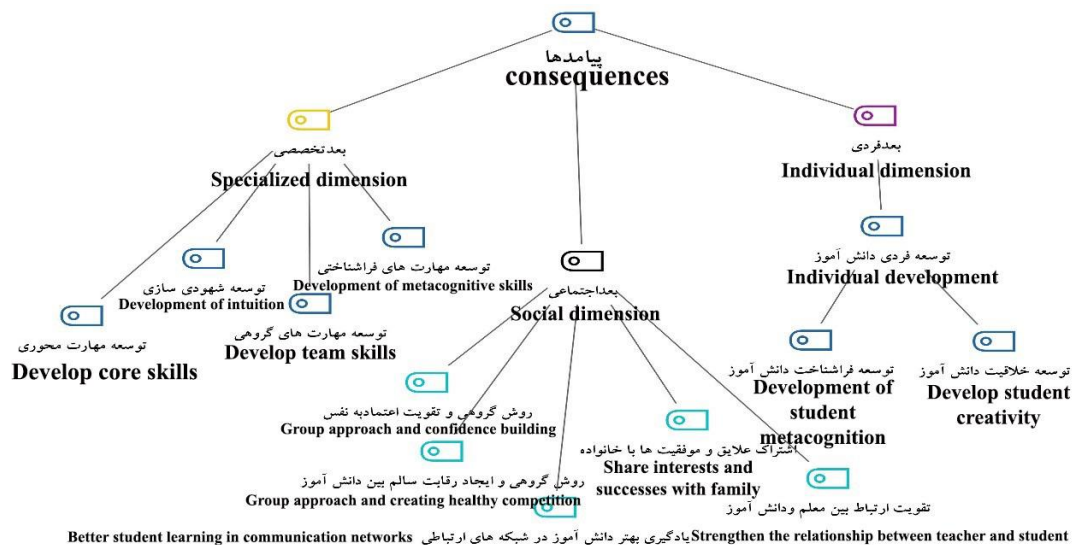 پیامدها
consequences
بعدتخصصی
Specialized dimension
بعدفردی
Individual dimension
توسعه مهارت های فراشناختی
Development of metacognitive skills
توسعه شهودی سازی
Development of intuition
توسعه مهارت های گروهی
Develop team skills
توسعه مهارت محوری
Develop core skills
بعداجتماعی
Social dimension
توسعه فردی دانش آموز
Individual development
توسعه فراشناخت دانش آموز
Development of
student
metacognition
توسعه خلاقیت دانش آموز
Develop student
creativity
روش گروهی و تقویت اعتمادبه نفس
Group approach and confidence building
اشتراک علایق و موفقیت ها با خانواده
Share interests and
successes with family
روش گروهی و ایجاد رقابت سالم بین دانش آموز
Group approach and creating healthy competition
تقویت ارتباط بین معلم ودانش آموز
Strengthen the relationship between teacher and student
یادگیری بهتر دانش آموز در شبکه های ارتباطی
Better student learning in communication networks